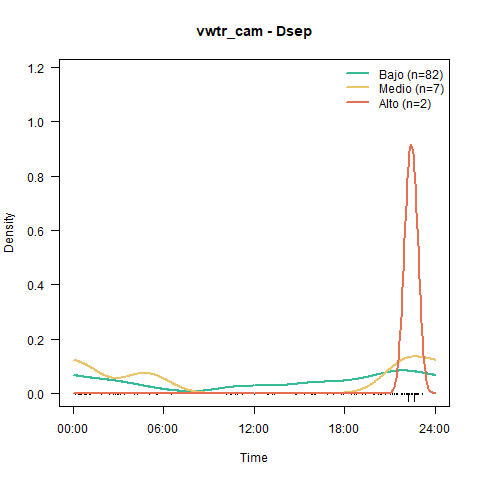 vwtr_cam - Dsep
Bajo (n=82)
Medio (n=7)
Alto (n=2)
1.2
1.0
0.8
0.6
0.4
0.2
0.0
Density
00:00 06:00 12:00 18:00 24:00
Time